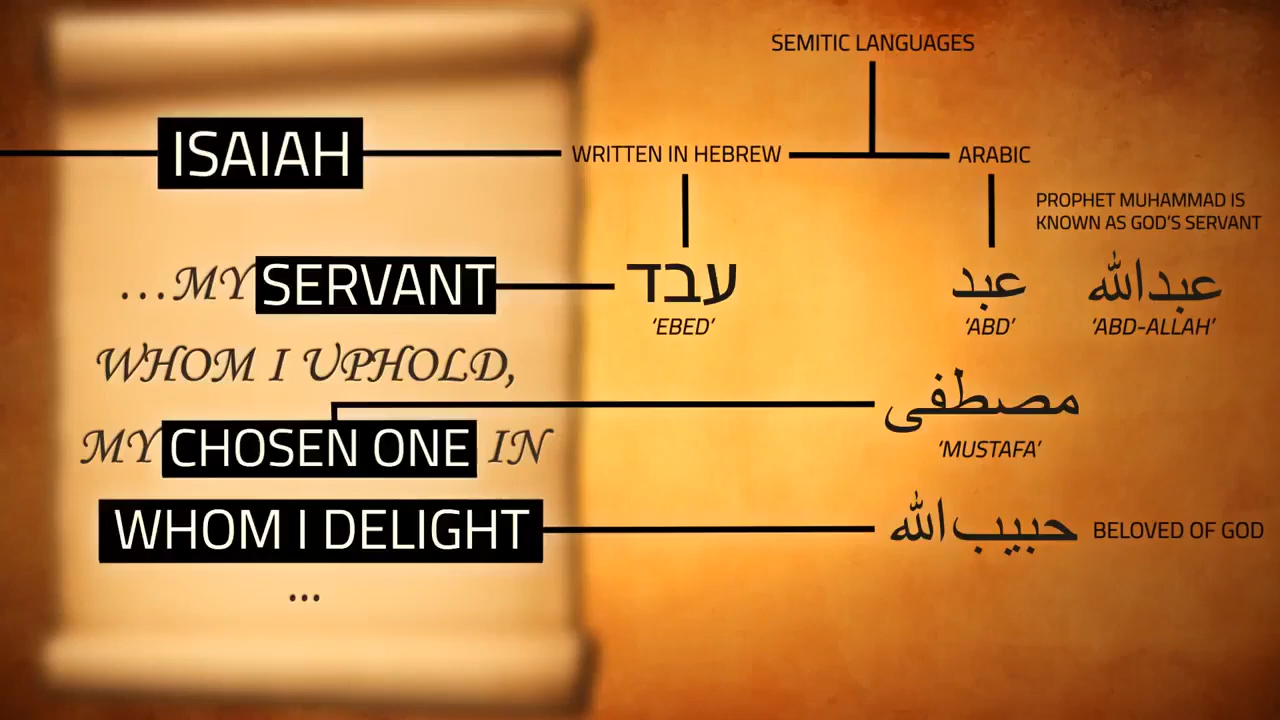 SEMITIC LANGUAGES
ISAIAH
WRITTEN IN HEBREW
ARABIC
PROPHET MUHAMMAD IS
KNOWN AS GOD'S SERVANT
...MY SERVANT
עבד
عبد
عبدالله
'EBED'
'ABD'
'ABD-ALLAH'
WHOM I UPHOLD,
مصطفى
MY CHOSEN ONE IN
'MUSTAFA'
WHOM I DELIGHT
حبيب الله
BELOVED OF GOD
...